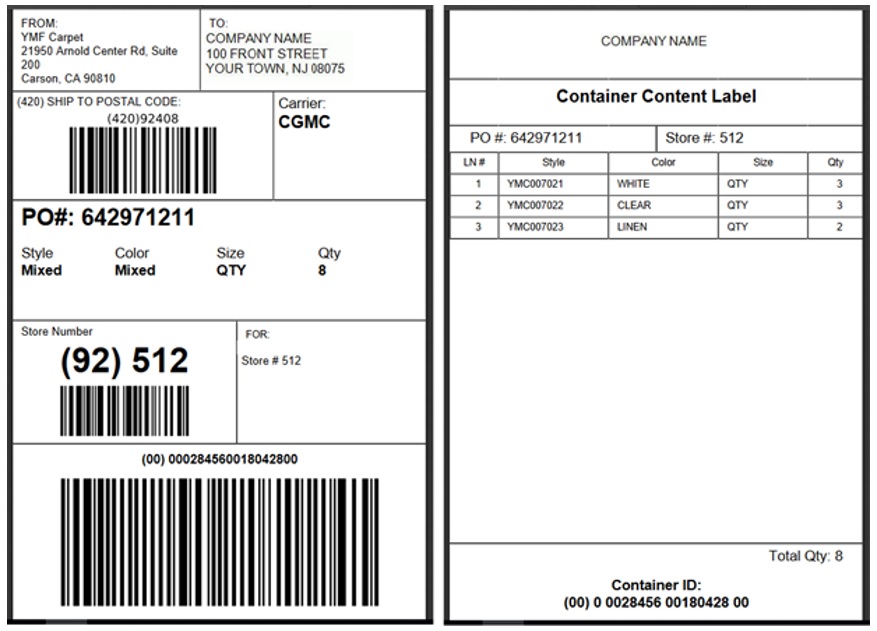 FROM:
YMF Carpet
21950 Arnold Center Rd, Suite
200
Carson, CA 90810
TO:
COMPANY NAME
100 FRONT STREET
YOUR TOWN, NJ 08075
(420) SHIP TO POSTAL CODE:
(420)92408
Carrier:
CGMC
PO#: 642971211
Style Color Size Qty
Mixed Mixed QTY 8
Store Number
(92) 512
FOR:
Store # 512
(00) 000284560018042800
COMPANY NAME
Container Content Label
PO #: 642971211 Store #: 512
LN # Style Color Size Qty
1 YMC007021 WHITE QTY 3
2 YMC007022 CLEAR QTY 3
3 YMC007023 LINEN QTY 2
Total Qty: 8
Container ID:
(00) 0 0028456 00180428 00